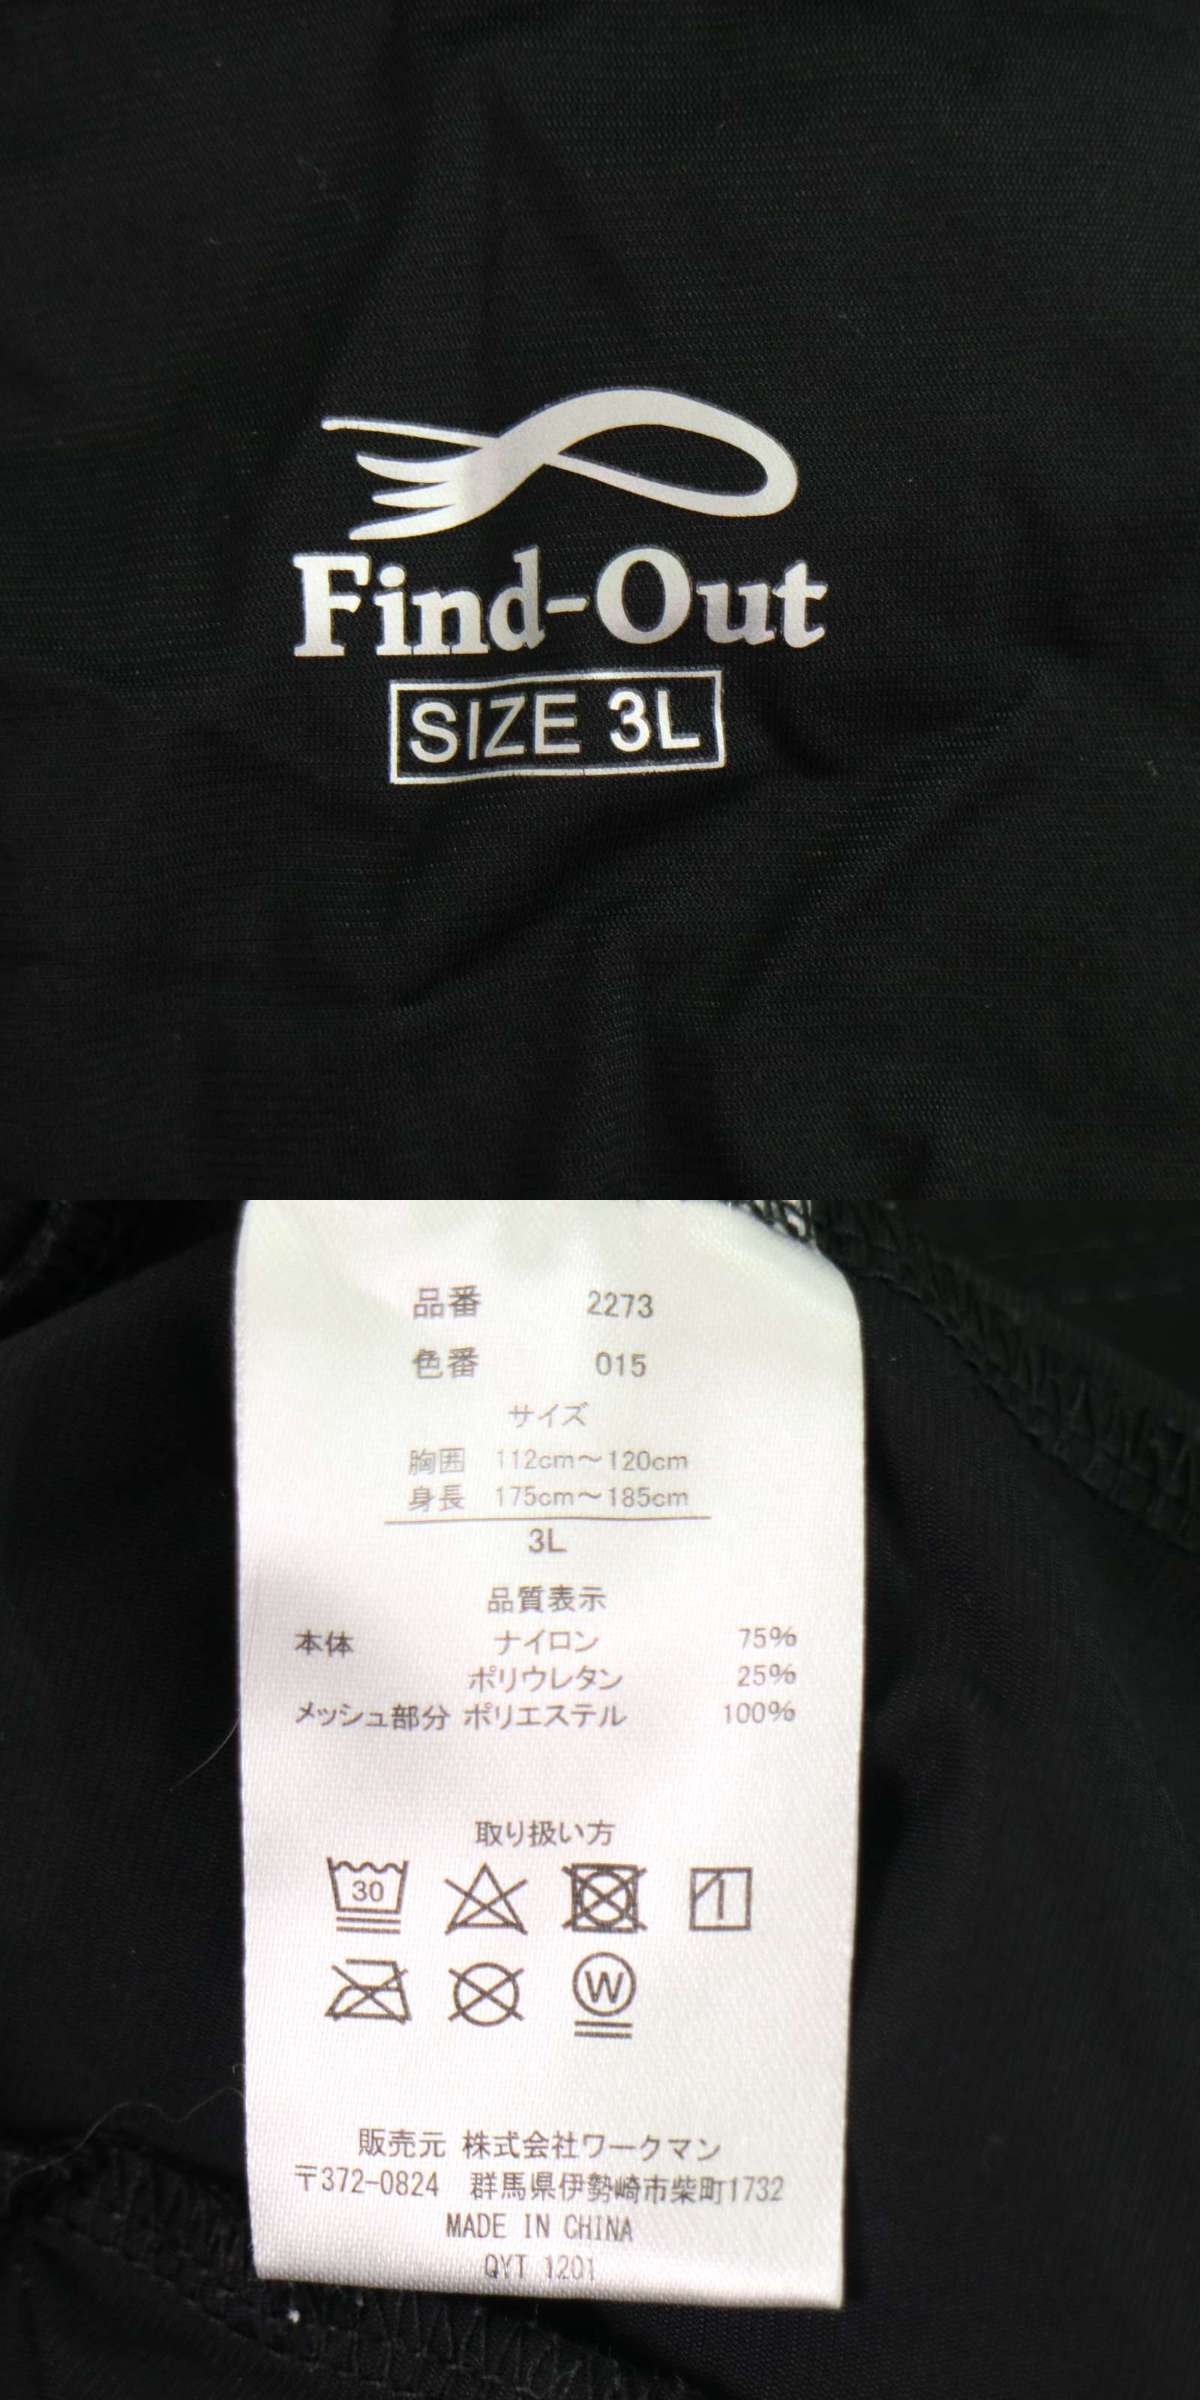 Find-Out
SIZE 3L
品番 2273
色番 015
サイズ
胸囲 112cm～120cm
身長 175cm～185cm
3L
品質表示
本体 ナイロン 75%
ポリウレタン 25%
メッシュ部分 ポリエステル 100%
取り扱い方
30
W
販売元 株式会社ワークマン
〒372-0824 群馬県伊勢崎市柴町1732
MADE IN CHINA
QYT 1201